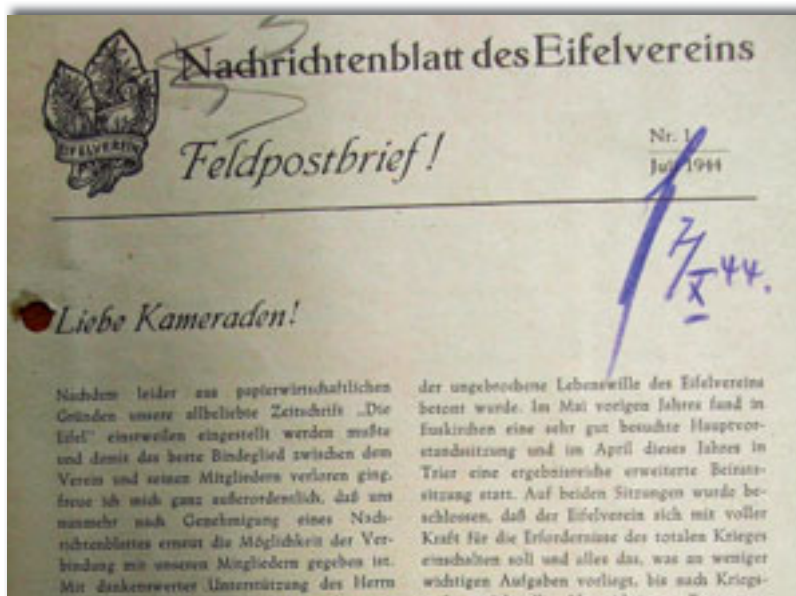 Nachrichtenblatt des Eifelvereins
EIFELVEREIN
Feldpostbrief!
Nr. 1
Juli 1944
7/X 44.
Liebe Kameraden!
Nachdem leider aus papierwirtschaftlichen
Gründen unsere allbeliebte Zeitschrift „Die
Eifel“ einstweilen eingestellt werden mußte
und damit das beste Bindeglied zwischen dem
Verein und seinen Mitgliedern verloren ging,
freue ich mich ganz außerordentlich, daß uns
nunmehr nach Genehmigung eines Nach-
richtenblattes erneut die Möglichkeit der Ver-
bindung mit unseren Mitgliedern gegeben ist.
Mit dankenswerter Unterstützung des Herrn
der ungebrochene Lebenswille des Eifelvereins
betont wurde. Im Mai vorigen Jahres fand in
Euskirchen eine sehr gut besuchte Hauptvor-
standssitzung und im April dieses Jahres in
Trier eine ergebnisreiche erweiterte Beirats-
sitzung statt. Auf beiden Sitzungen wurde be-
schlossen, daß der Eifelverein sich mit voller
Kraft für die Erfordernisse des totalen Krieges
einschalten soll und alles das, was an weniger
wichtigen Aufgaben vorliegt, bis nach Kriegs-